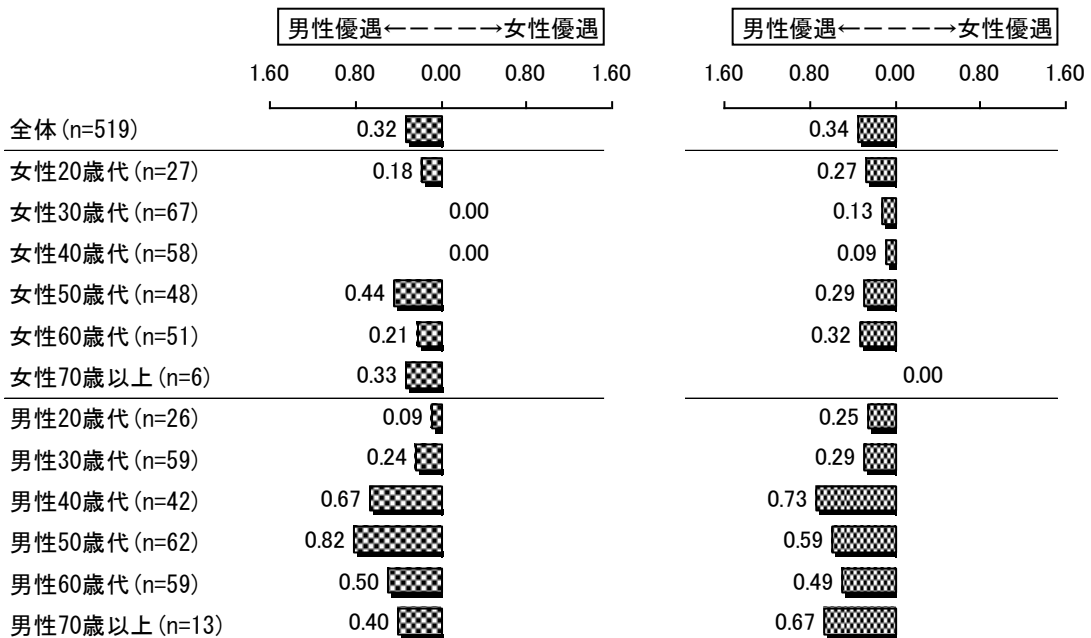 男性優遇←－－－－→女性優遇 男性優遇←－－－－→女性優遇
1.60 0.80 0.00 0.80 1.60 1.60 0.80 0.00 0.80 1.60
全体(n=519) 0.32 0.34
女性20歳代(n=27) 0.18 0.27
女性30歳代(n=67) 0.00 0.13
女性40歳代(n=58) 0.00 0.09
女性50歳代(n=48) 0.44 0.29
女性60歳代(n=51) 0.21 0.32
女性70歳以上(n=6) 0.33 0.00
男性20歳代(n=26) 0.09 0.25
男性30歳代(n=59) 0.24 0.29
男性40歳代(n=42) 0.67 0.73
男性50歳代(n=62) 0.82 0.59
男性60歳代(n=59) 0.50 0.49
男性70歳以上(n=13) 0.40 0.67